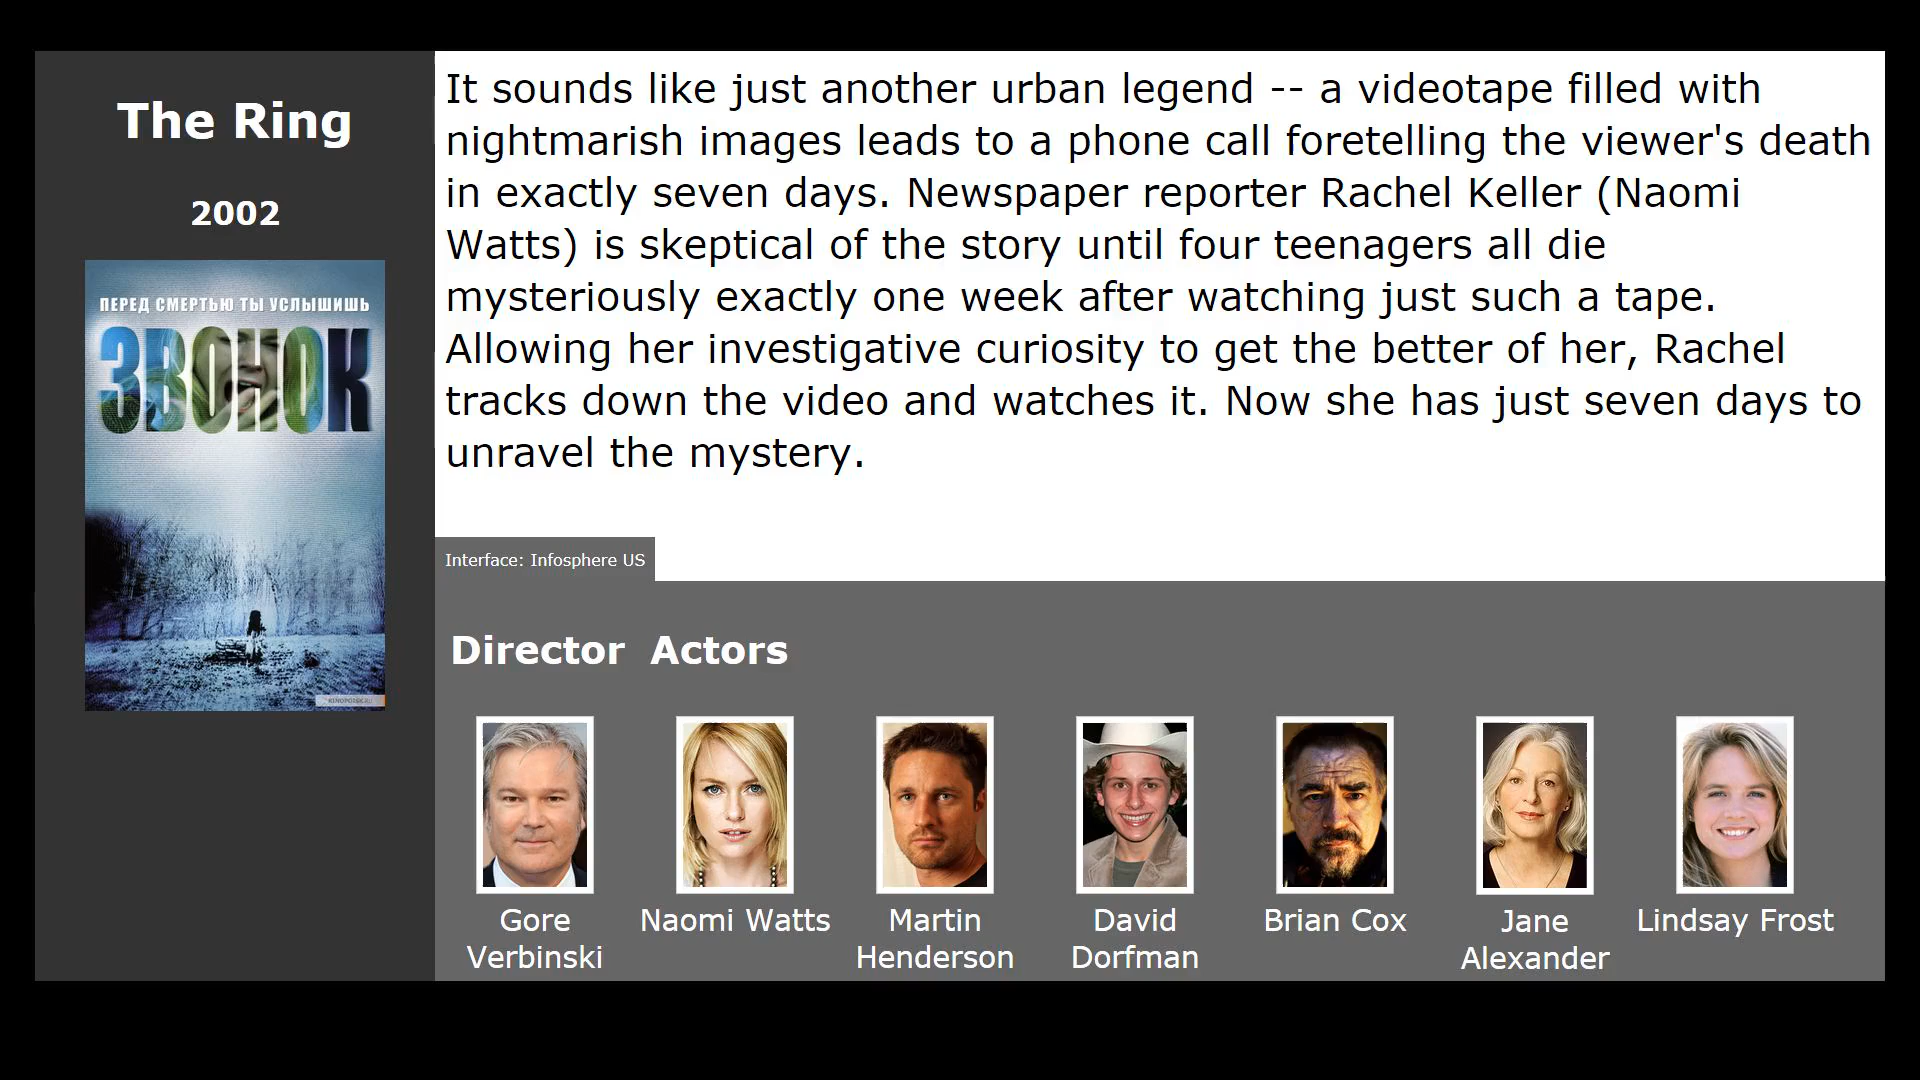 The Ring
2002
ПЕРЕД СМЕРТЬЮ ТЫ УСЛЫШИШЬ
ЗВОНОК
KINOPOISK.RU
It sounds like just another urban legend -- a videotape filled with
nightmarish images leads to a phone call foretelling the viewer's death
in exactly seven days. Newspaper reporter Rachel Keller (Naomi
Watts) is skeptical of the story until four teenagers all die
mysteriously exactly one week after watching just such a tape.
Allowing her investigative curiosity to get the better of her, Rachel
tracks down the video and watches it. Now she has just seven days to
unravel the mystery.
Interface: Infosphere US
Director Actors
Gore
Verbinski
Naomi Watts
Martin
Henderson
David
Dorfman
Brian Cox
Jane
Alexander
Lindsay Frost